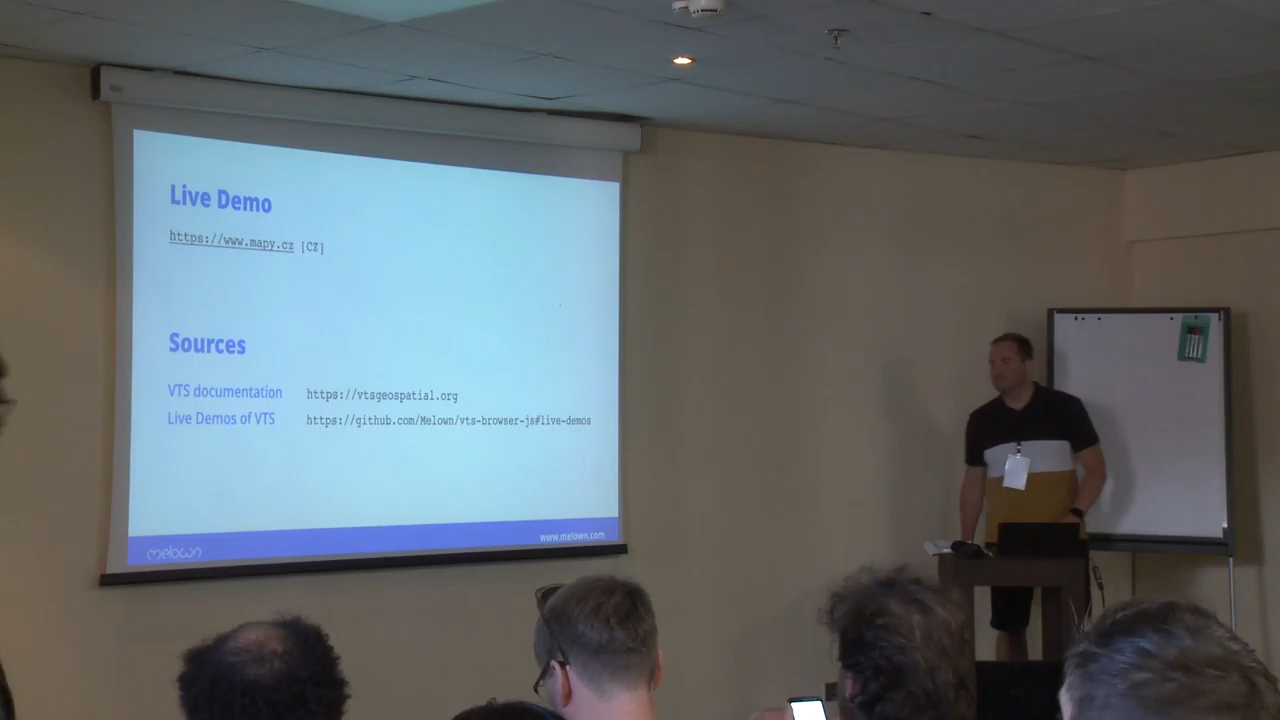 Live Demo
https://www.mapy.cz [CZ]
Sources
VTS documentation https://vtsgeospatial.org
Live Demos of VTS https://github.com/Melown/vts-browser-js#live-demos
melown www.melown.com